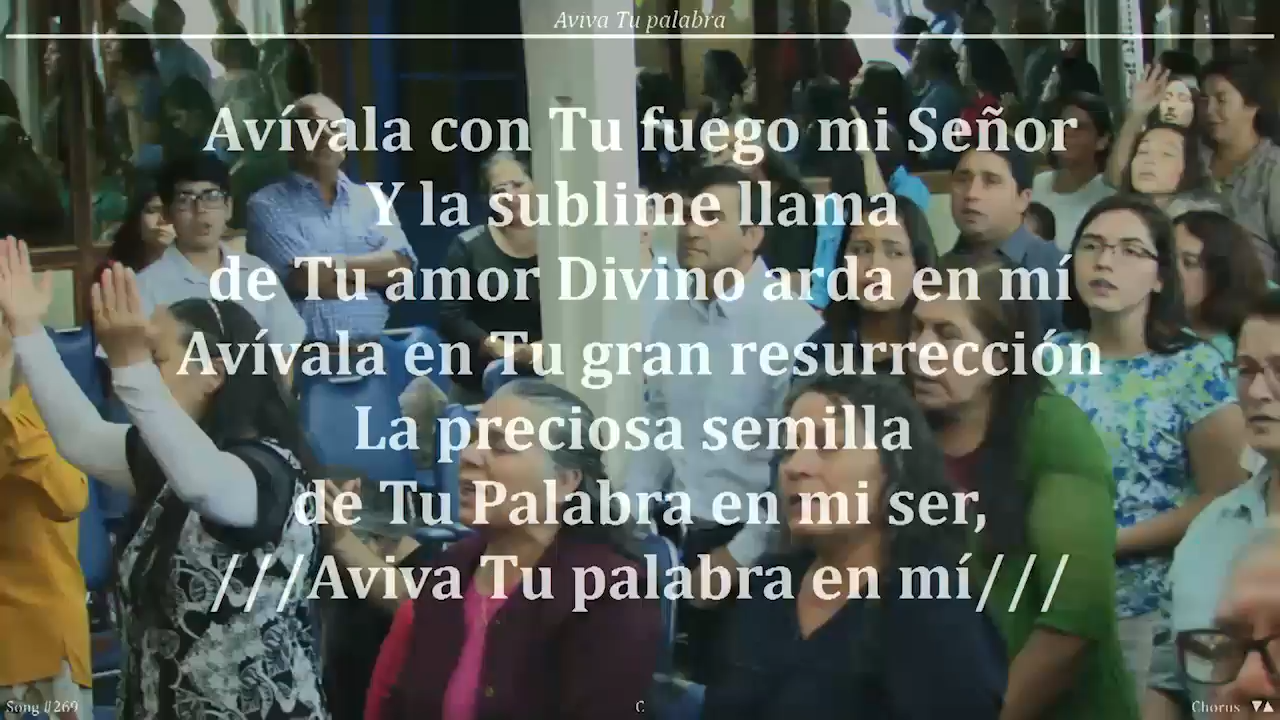 Aviva Tu palabra
Avívala con Tu fuego mi Señor
Y la sublime llama
de Tu amor Divino arda en mí
Avívala en Tu gran resurrección
La preciosa semilla
de Tu Palabra en mi ser,
///Aviva Tu palabra en mí///
Song #269
C
Chorus ▼▲